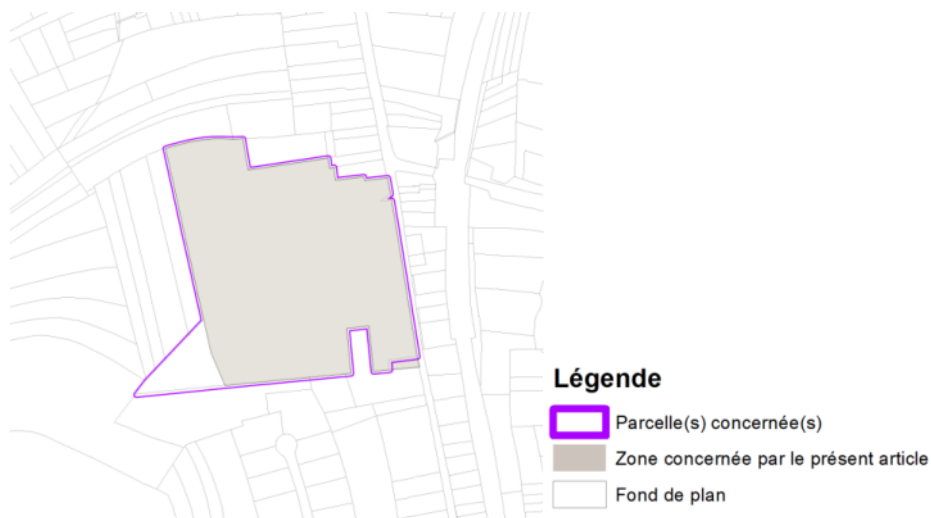 Légende
Parcelle(s) concernée(s)
Zone concernée par le présent article
Fond de plan